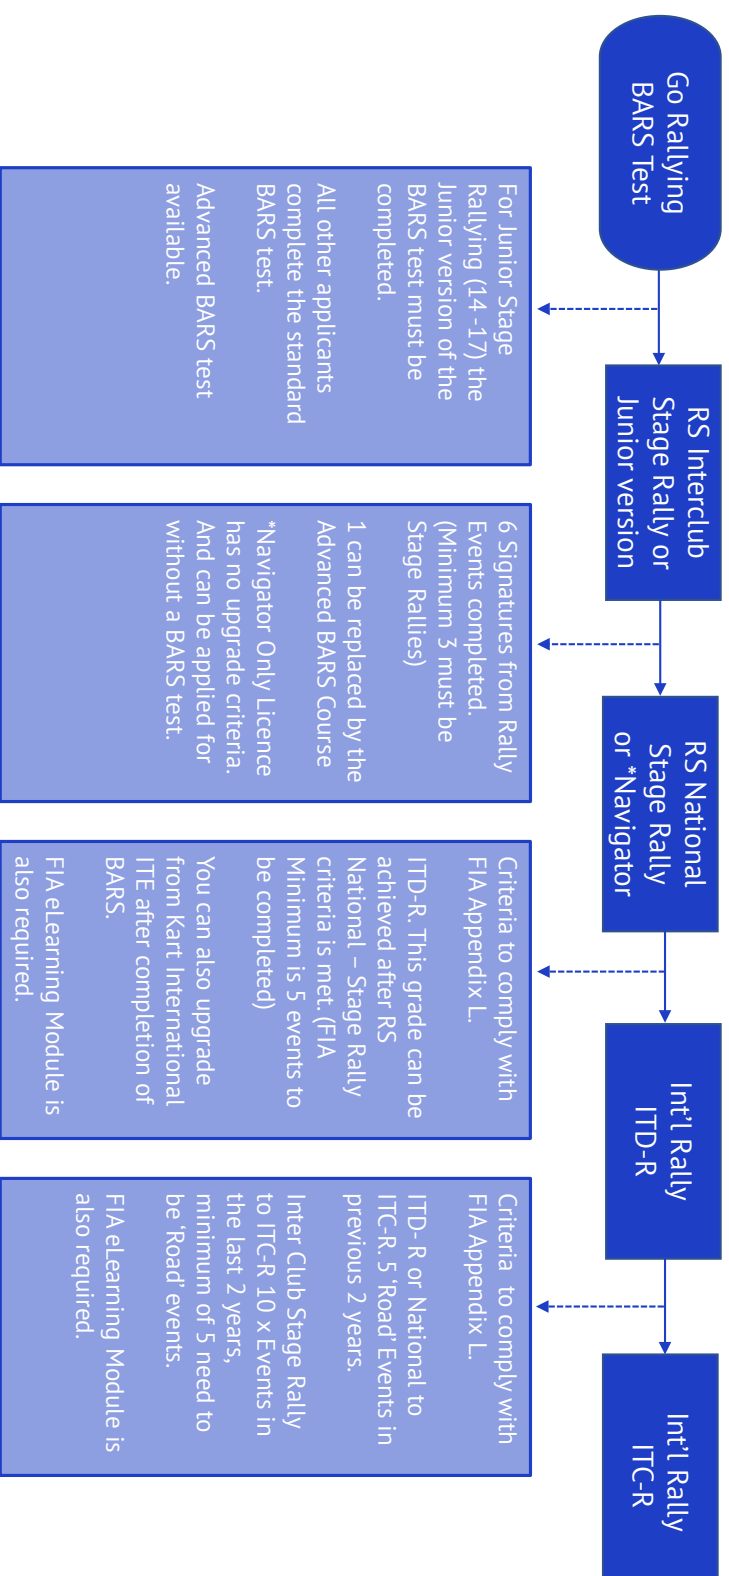 Go Rallying
BARS Test
RS Interclub
Stage Rally or
Junior version
RS National
Stage Rally
or *Navigator
Int’l Rally
ITD-R
Int’l Rally
ITC-R
For Junior Stage
Rallying (14 -17) the
Junior version of the
BARS test must be
completed.
All other applicants
complete the standard
BARS test.
Advanced BARS test
available.
6 Signatures from Rally
Events completed.
(Minimum 3 must be
Stage Rallies)
1 can be replaced by the
Advanced BARS Course
*Navigator Only Licence
has no upgrade criteria.
And can be applied for
without a BARS test.
Criteria to comply with
FIA Appendix L.
ITD-R. This grade can be
achieved after RS
National – Stage Rally
criteria is met. (FIA
Minimum is 5 events to
be completed)
You can also upgrade
from Kart International
ITE after completion of
BARS.
FIA eLearning Module is
also required.
Criteria  to comply with
FIA Appendix L.
ITD- R or National to
ITC-R. 5 ‘Road’ Events in
previous 2 years.
Inter Club Stage Rally
to ITC-R 10 x Events in
the last 2 years,
minimum of 5 need to
be ‘Road’ events.
FIA eLearning Module is
also required.